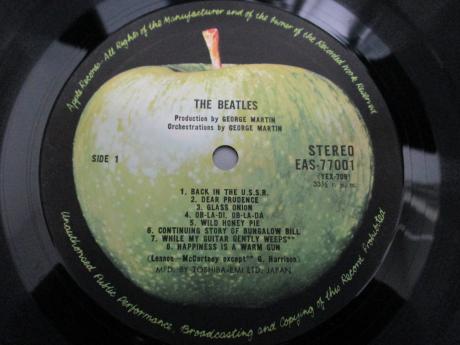 Apple Records - All Rights of the Manufacturer and of the Owner of the Recorded Work Reserved.
THE BEATLES
Production by GEORGE MARTIN
Orchestrations by GEORGE MARTIN
SIDE 1
STEREO
EAS-77001
(YEX-709)
33⅓ r. p. m.
1. BACK IN THE U.S.S.R.
2. DEAR PRUDENCE
3. GLASS ONION
4. OB-LA-DI, OB-LA-DA
5. WILD HONEY PIE
6. CONTINUING STORY OF BUNGALOW BILL
7. WHILE MY GUITAR GENTLY WEEPS**
8. HAPPINESS IS A WARM GUN
(Lennon-McCartney except** G. Harrison)
MFD. BY TOSHIBA-EMI LTD. JAPAN
Unauthorized Public Performance, Broadcasting and Copying of this Record Prohibited